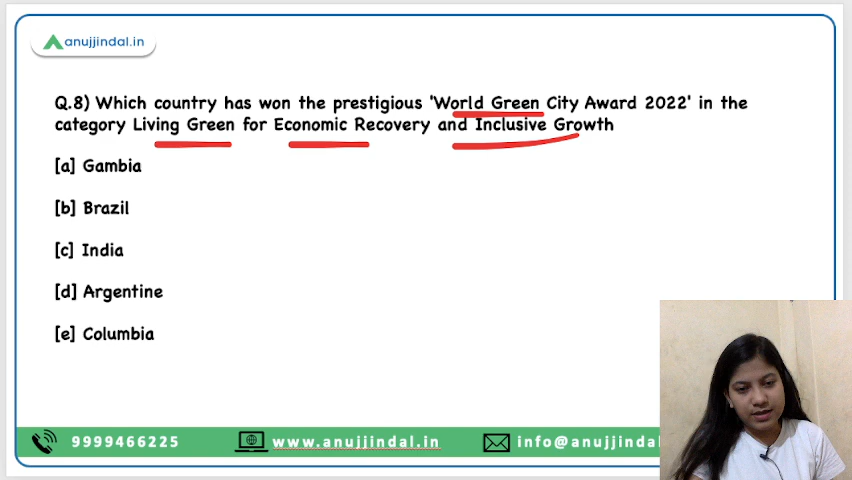 anujjindal.in
Q.8) Which country has won the prestigious 'World Green City Award 2022' in the
category Living Green for Economic Recovery and Inclusive Growth
[a] Gambia
[b] Brazil
[c] India
[d] Argentine
[e] Columbia
9999466225 www.anujjindal.in info@anujjindal